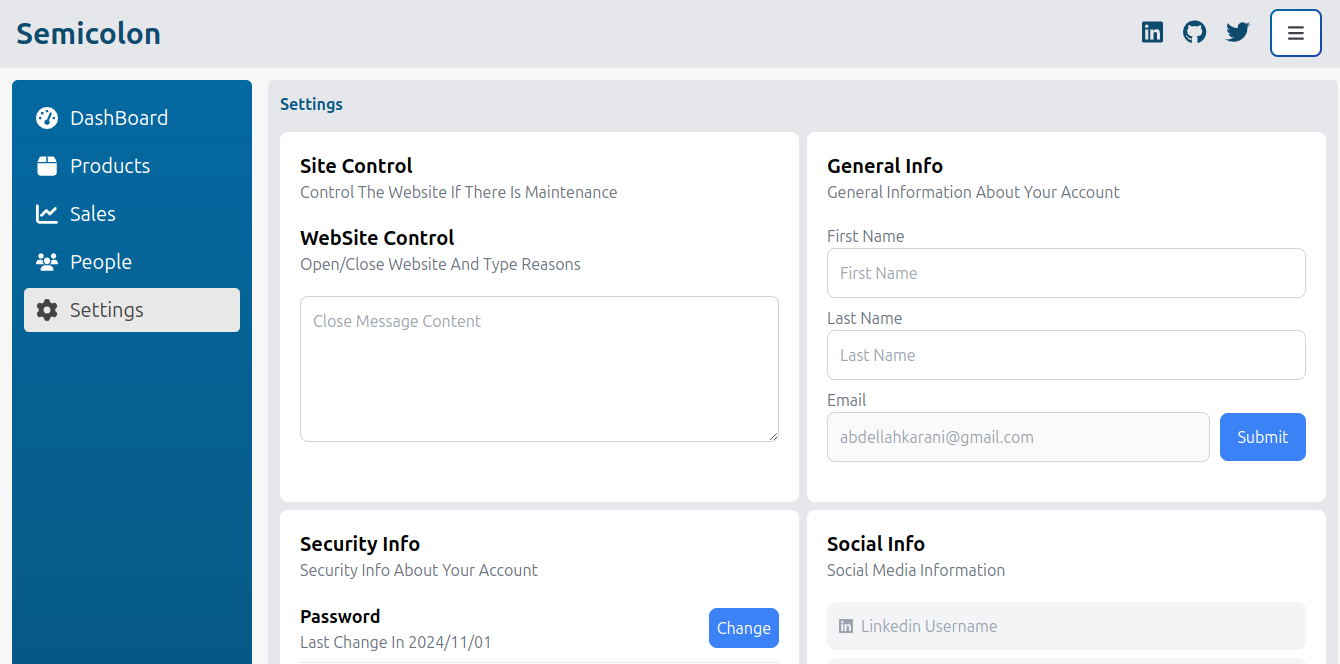 Semicolon
DashBoard
Products
Sales
People
Settings
Settings
Site Control
Control The Website If There Is Maintenance
WebSite Control
Open/Close Website And Type Reasons
Close Message Content
General Info
General Information About Your Account
First Name
First Name
Last Name
Last Name
Email
abdellahkarani@gmail.com
Submit
Security Info
Security Info About Your Account
Password
Last Change In 2024/11/01
Change
Social Info
Social Media Information
Linkedin Username